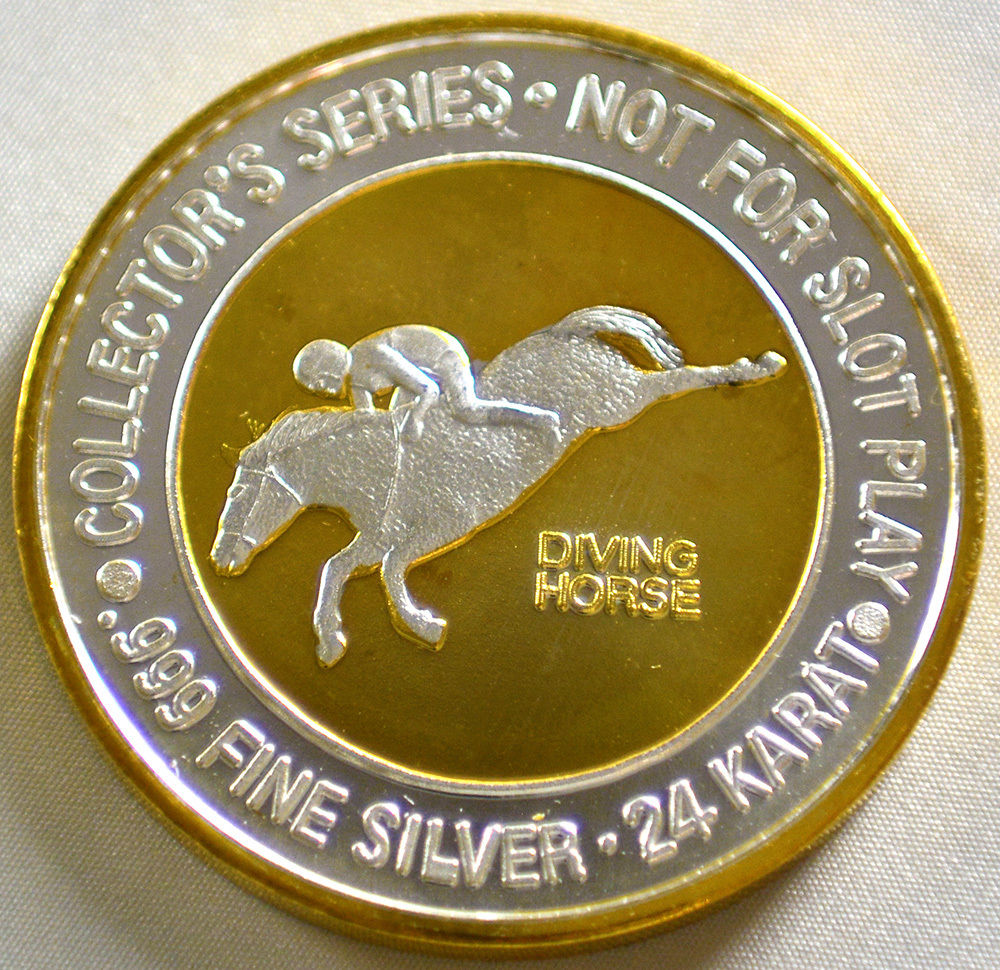 COLLECTOR'S SERIES • NOT FOR SLOT PLAY •
.999 FINE SILVER • 24 KARAT •
DIVING
HORSE